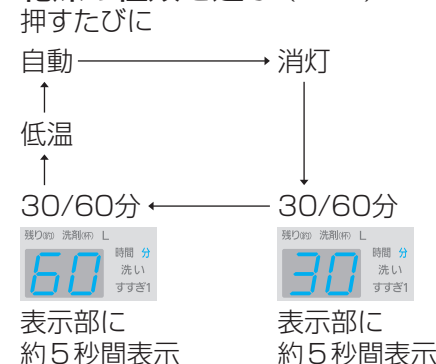 押すたびに
自動
消灯
低温
30/60分
30/60分
残り(約) 洗剤(杯) L
60
時間 分
洗い
すすぎ1
残り(約) 洗剤(杯) L
30
時間 分
洗い
すすぎ1
表示部に
約5秒間表示
表示部に
約5秒間表示